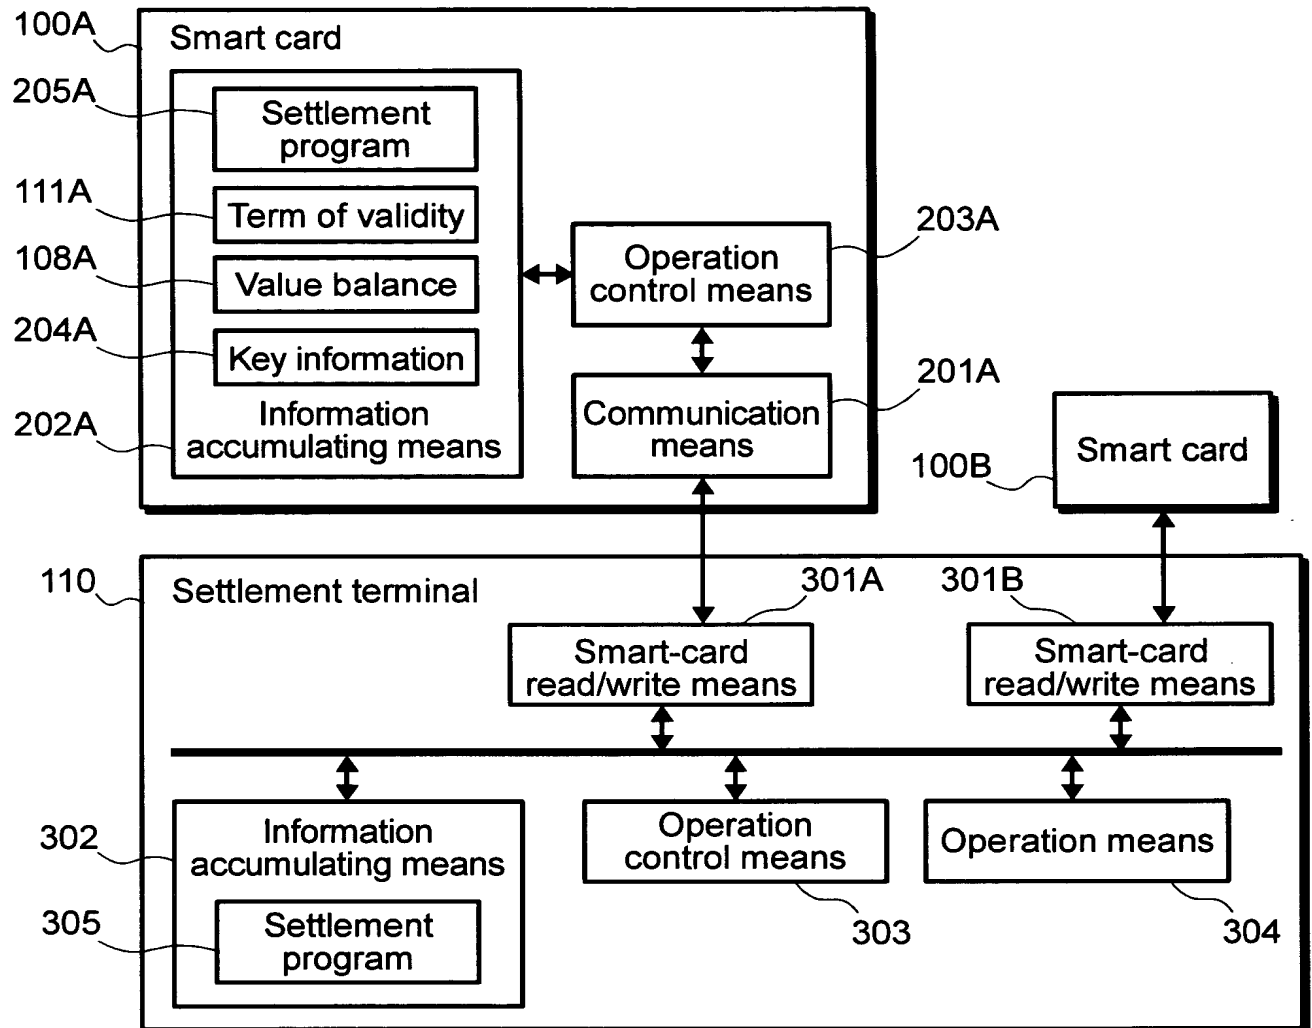 100A
Smart card
205A
Settlement
program
111A
Term of validity
203A
108A
Value balance
Operation
control means
204A
Key information
201A
202A
Information
accumulating means
Communication
means
Smart card
100B
110
Settlement terminal
301A
301B
Smart-card
read/write means
Smart-card
read/write means
302
Information
accumulating means
Operation
control means
Operation means
305
Settlement
program
303
304